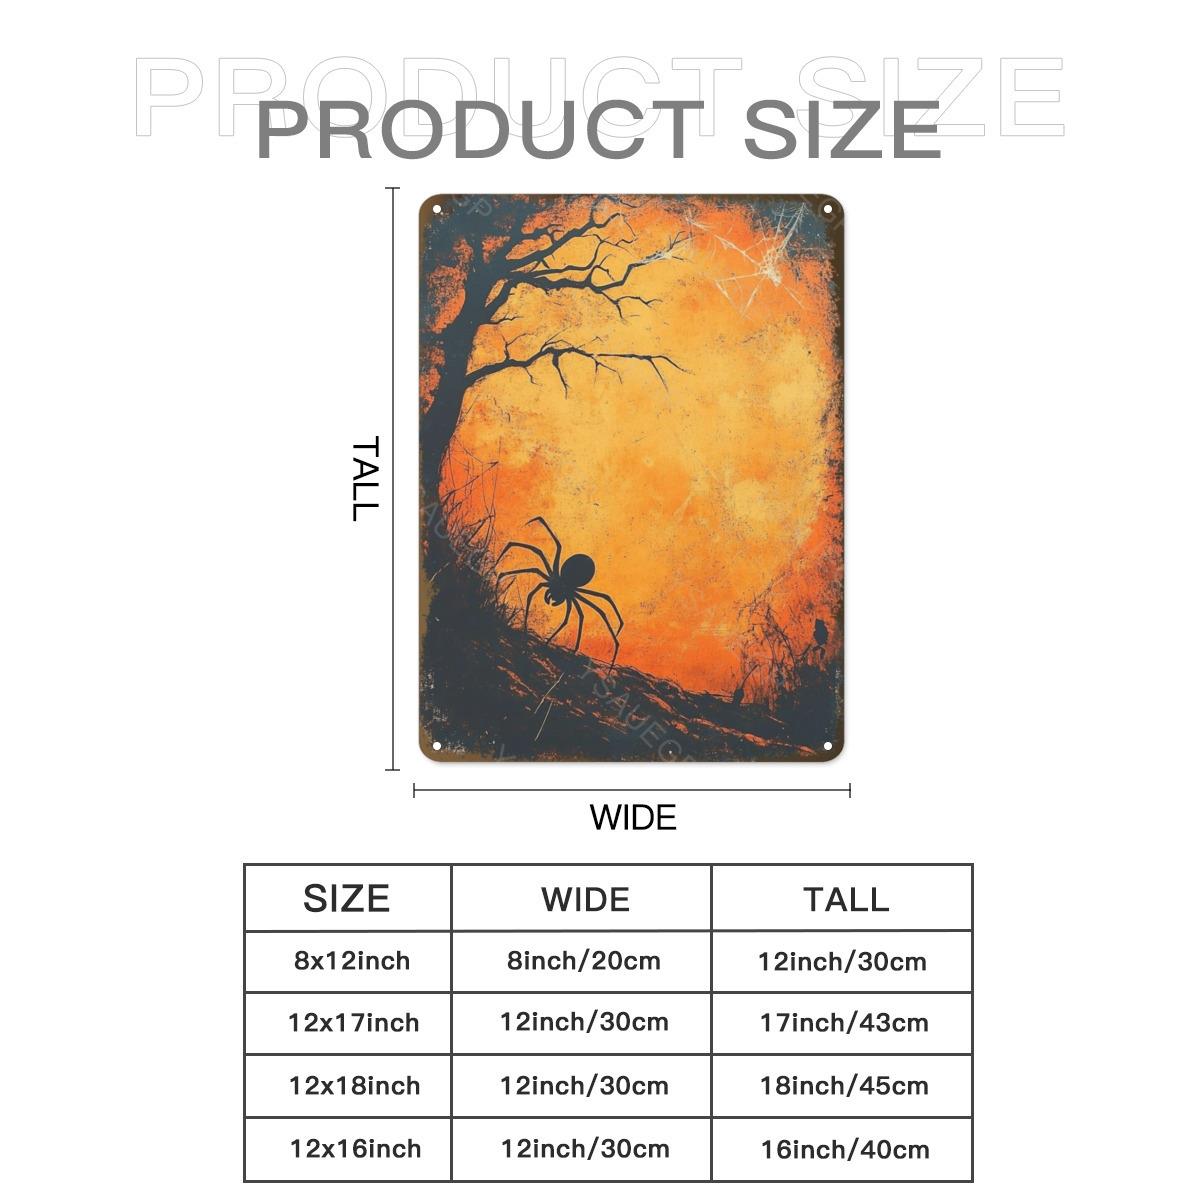 PRODUCT SIZE
PRODUCT SIZE
TALL
YSAUEGP
WIDE
SIZE WIDE TALL
8x12inch 8inch/20cm 12inch/30cm
12x17inch 12inch/30cm 17inch/43cm
12x18inch 12inch/30cm 18inch/45cm
12x16inch 12inch/30cm 16inch/40cm